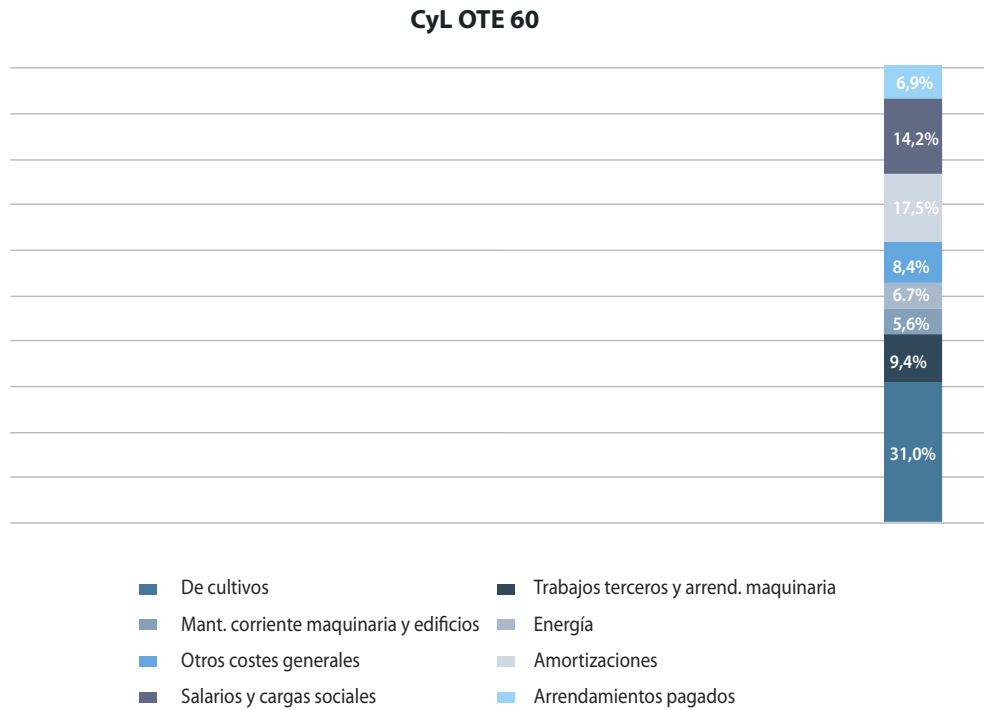 CyL OTE 60
6,9%
14,2%
17,5%
8,4%
6.7%
5,6%
9,4%
31,0%
De cultivos
Trabajos terceros y arrend. maquinaria
Mant. corriente maquinaria y edificios
Energía
Otros costes generales
Amortizaciones
Salarios y cargas sociales
Arrendamientos pagados